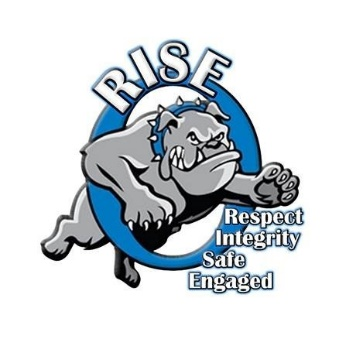 RISE
Respect
Integrity
Safe
Engaged